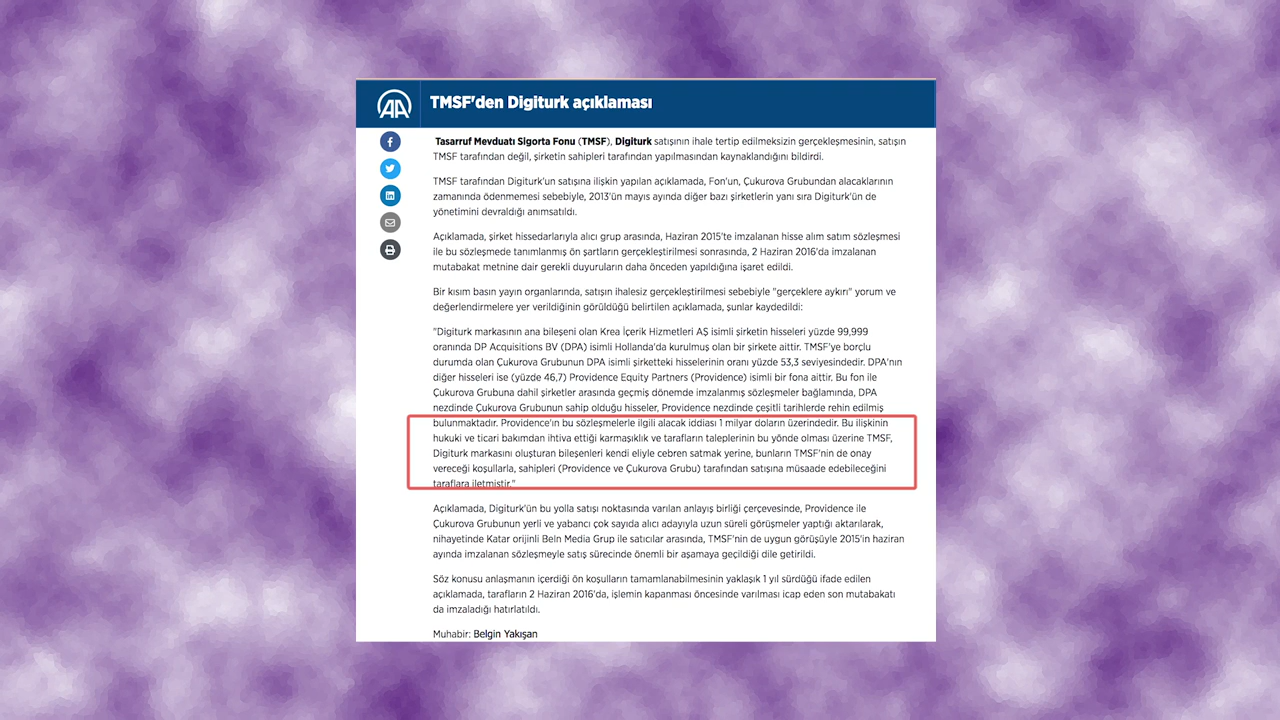 AA
TMSF'den Digiturk açıklaması
Tasarruf Mevduatı Sigorta Fonu (TMSF), Digiturk satışının ihale tertip edilmeksizin gerçekleşmesinin, satışın
TMSF tarafından değil, şirketin sahipleri tarafından yapılmasından kaynaklandığını bildirdi.
TMSF tarafından Digiturk'un satışına ilişkin yapılan açıklamada, Fon'un, Çukurova Grubundan alacaklarının
zamanında ödenmemesi sebebiyle, 2013'ün mayıs ayında diğer bazı şirketlerin yanı sıra Digiturk'ün de
yönetimini devraldığı anımsatıldı.
Açıklamada, şirket hissedarlarıyla alıcı grup arasında, Haziran 2015'te imzalanan hisse alım satım sözleşmesi
ile bu sözleşmede tanımlanmış ön şartların gerçekleştirilmesi sonrasında, 2 Haziran 2016'da imzalanan
mutabakat metnine dair gerekli duyuruların daha önceden yapıldığına işaret edildi.
Bir kısım basın yayın organlarında, satışın ihalesiz gerçekleştirilmesi sebebiyle "gerçeklere aykırı" yorum ve
değerlendirmelere yer verildiğinin görüldüğü belirtilen açıklamada, şunlar kaydedildi:
"Digiturk markasının ana bileşeni olan Krea İçerik Hizmetleri AŞ isimli şirketin hisseleri yüzde 99,999
oranında DP Acquisitions BV (DPA) isimli Hollanda'da kurulmuş olan bir şirkete aittir. TMSF'ye borçlu
durumda olan Çukurova Grubunun DPA isimli şirketteki hisselerinin oranı yüzde 53,3 seviyesindedir. DPA'nın
diğer hisseleri ise (yüzde 46,7) Providence Equity Partners (Providence) isimli bir fona aittir. Bu fon ile
Çukurova Grubuna dahil şirketler arasında geçmiş dönemde imzalanmış sözleşmeler bağlamında, DPA
nezdinde Çukurova Grubunun sahip olduğu hisseler, Providence nezdinde çeşitli tarihlerde rehin edilmiş
bulunmaktadır. Providence'ın bu sözleşmelerle ilgili alacak iddiası 1 milyar doların üzerindedir. Bu ilişkinin
hukuki ve ticari bakımdan ihtiva ettiği karmaşıklık ve tarafların taleplerinin bu yönde olması üzerine TMSF,
Digiturk markasını oluşturan bileşenleri kendi eliyle cebren satmak yerine, bunların TMSF'nin de onay
vereceği koşullarla, sahipleri (Providence ve Çukurova Grubu) tarafından satışına müsaade edebileceğini
taraflara iletmiştir."
Açıklamada, Digiturk'ün bu yolla satışı noktasında varılan anlayış birliği çerçevesinde, Providence ile
Çukurova Grubunun yerli ve yabancı çok sayıda alıcı adayıyla uzun süreli görüşmeler yaptığı aktarılarak,
nihayetinde Katar orijinli BeIn Media Grup ile satıcılar arasında, TMSF'nin de uygun görüşüyle 2015'in haziran
ayında imzalanan sözleşmeyle satış sürecinde önemli bir aşamaya geçildiği dile getirildi.
Söz konusu anlaşmanın içerdiği ön koşulların tamamlanabilmesinin yaklaşık 1 yıl sürdüğü ifade edilen
açıklamada, tarafların 2 Haziran 2016'da, işlemin kapanması öncesinde varılması icap eden son mutabakatı
da imzaladığı hatırlatıldı.
Muhabir: Belgin Yakışan